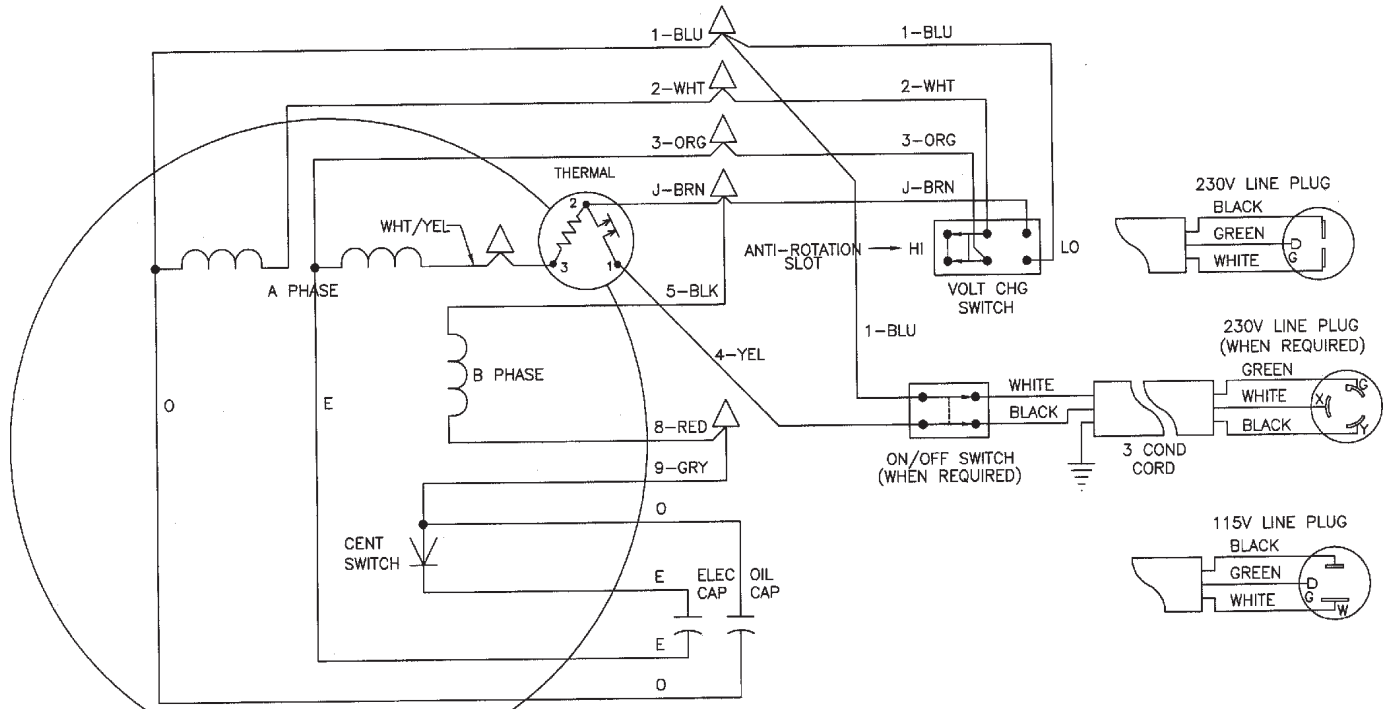 1-BLU
1-BLU
2-WHT
2-WHT
3-ORG
3-ORG
THERMAL
J-BRN
J-BRN
230V LINE PLUG
BLACK
GREEN
WHITE
G
2
3
1
WHT/YEL
ANTI-ROTATION
SLOT
HI
LO
VOLT CHG
SWITCH
A PHASE
5-BLK
1-BLU
4-YEL
B PHASE
230V LINE PLUG
(WHEN REQUIRED)
GREEN
WHITE
BLACK
G
X
Y
O
E
WHITE
BLACK
8-RED
ON/OFF SWITCH
(WHEN REQUIRED)
3 COND
CORD
9-GRY
O
CENT
SWITCH
E
ELEC
CAP
OIL
CAP
E
O
115V LINE PLUG
BLACK
GREEN
WHITE
G
W